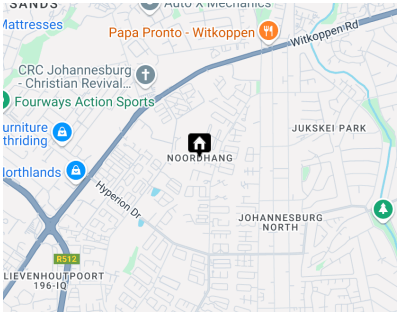 SANDS
Auto X Mechanics
Mattresses
Papa Pronto - Witkoppen
Witkoppen Rd
CRC Johannesburg
- Christian Revival...
Fourways Action Sports
urniture
thriding
JUKSKEI PARK
Northlands
NOORDHANG
Hyperion Dr
JOHANNESBURG
NORTH
R512
LIEVENHOUTPOORT
196-IQ